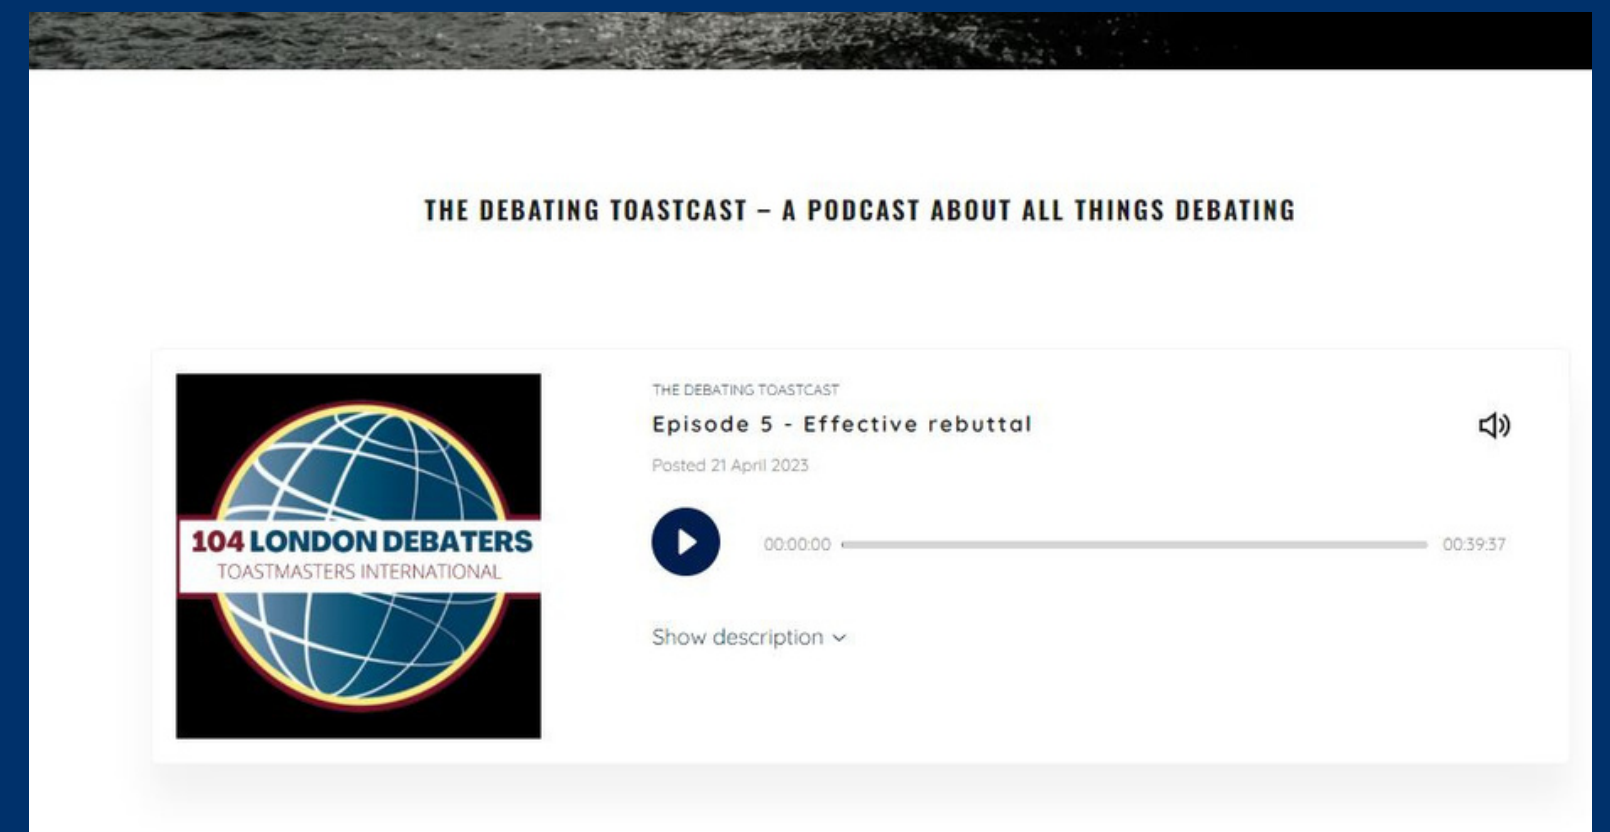 THE DEBATING TOASTCAST – A PODCAST ABOUT ALL THINGS DEBATING
104 LONDON DEBATERS
TOASTMASTERS INTERNATIONAL
THE DEBATING TOASTCAST
Episode 5 - Effective rebuttal
Posted 21 April 2023
00:00:00
00:39:37
Show description